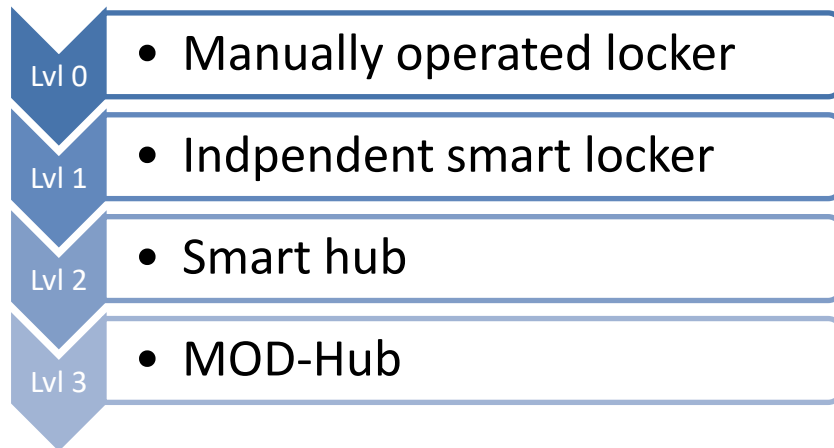 Lvl 0
• Manually operated locker
Lvl 1
• Indpendent smart locker
Lvl 2
• Smart hub
Lvl 3
• MOD-Hub